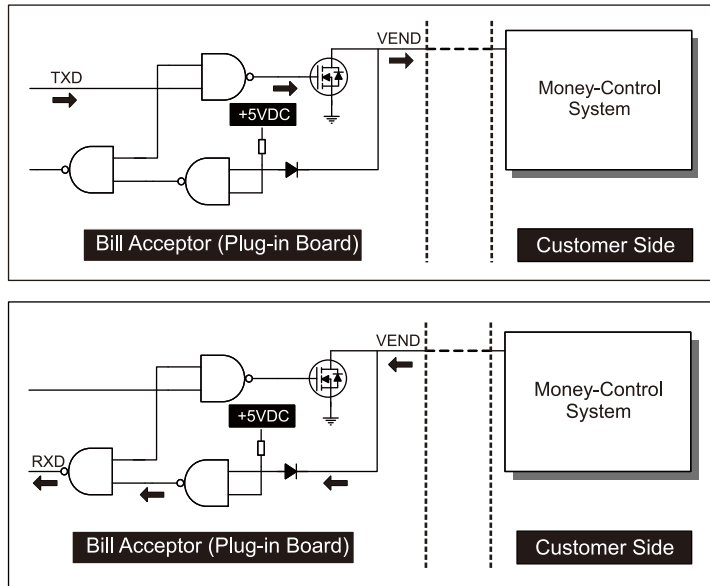 VEND
TXD
Money-Control
System
+5VDC
Bill Acceptor (Plug-in Board)
Customer Side
VEND
Money-Control
System
+5VDC
RXD
Bill Acceptor (Plug-in Board)
Customer Side